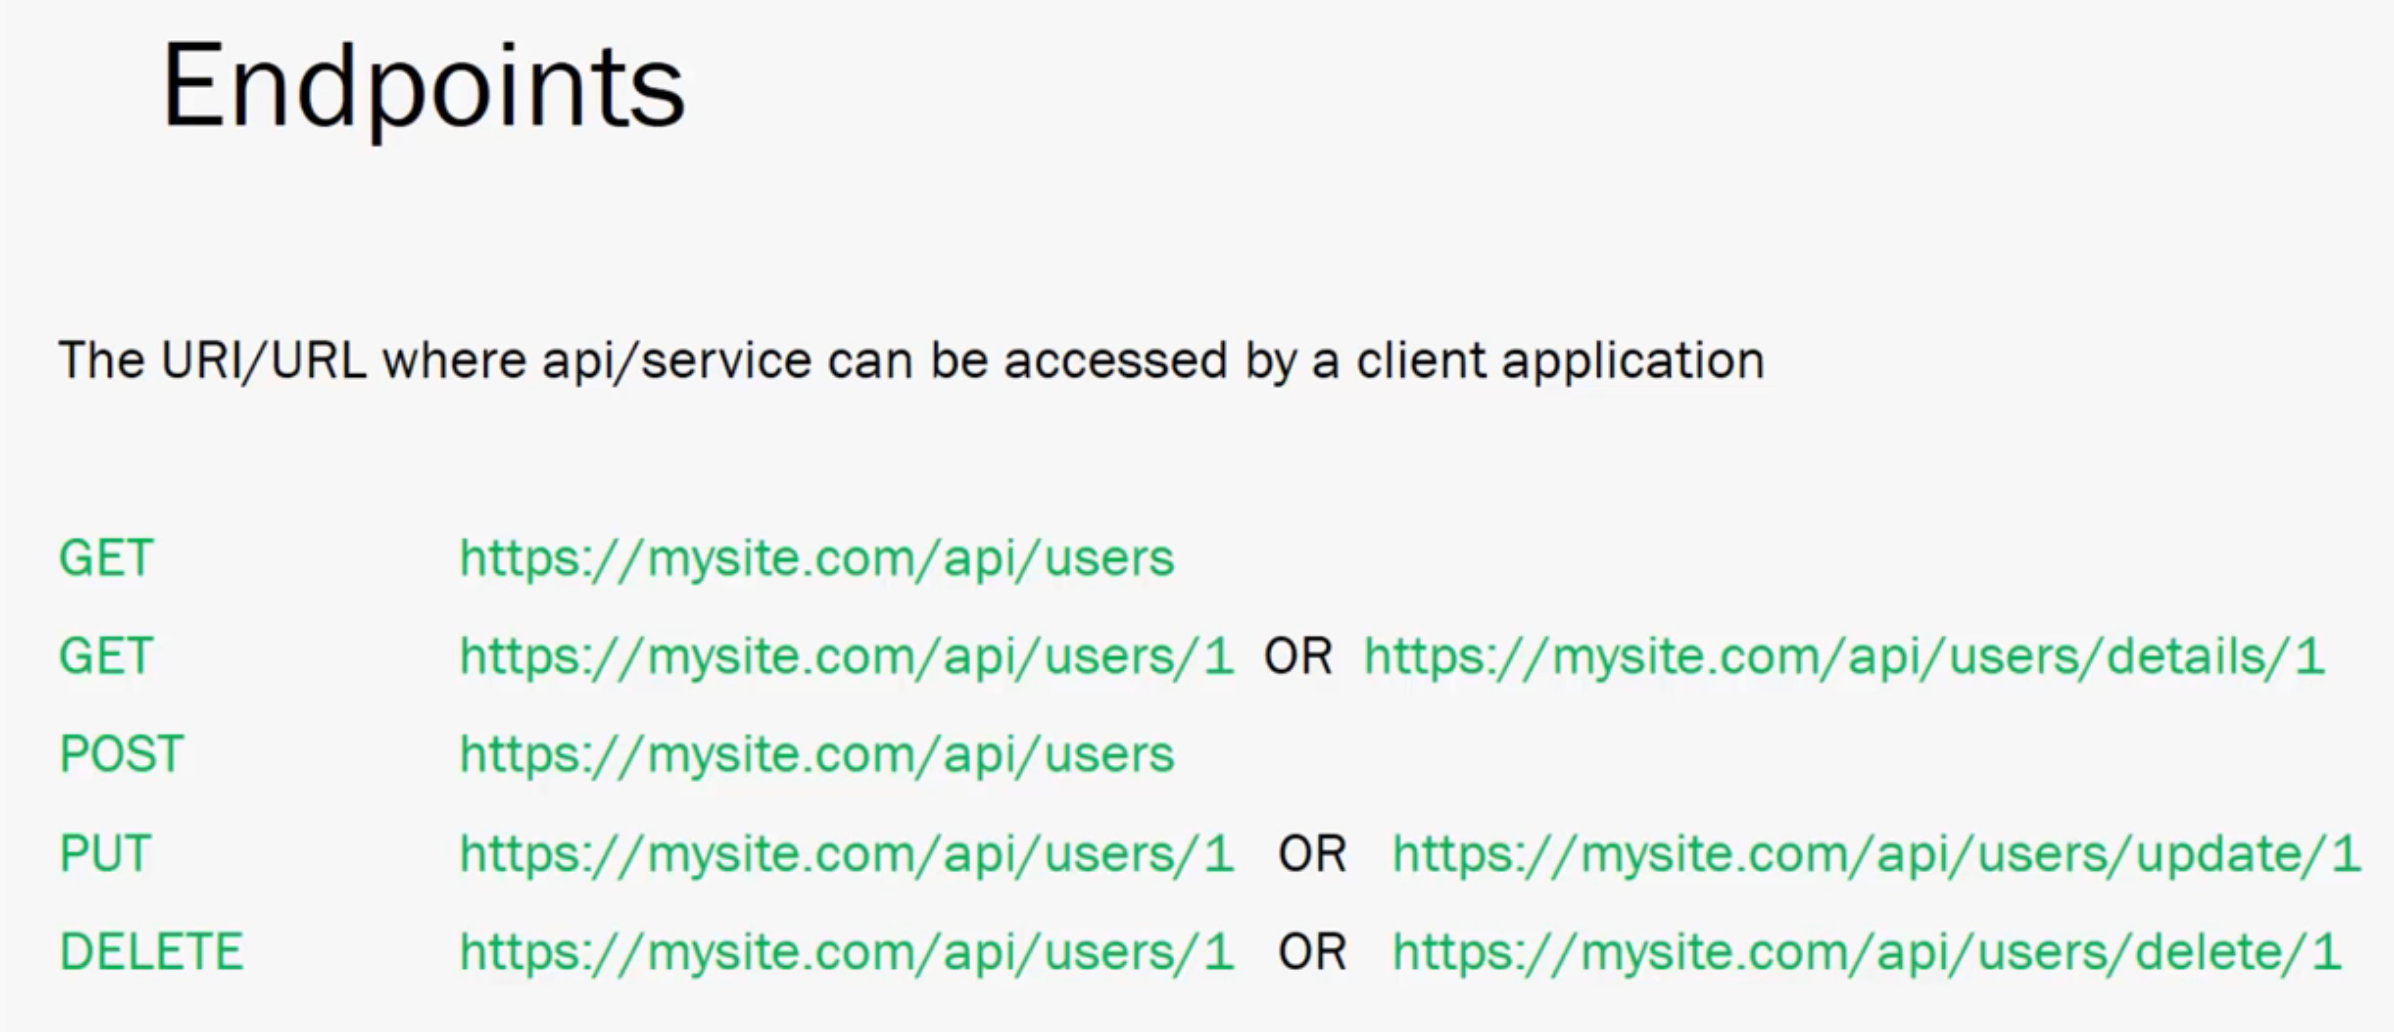 Endpoints
The URI/URL where api/service can be accessed by a client application
GET https://mysite.com/api/users
GET https://mysite.com/api/users/1 OR https://mysite.com/api/users/details/1
POST https://mysite.com/api/users
PUT https://mysite.com/api/users/1 OR https://mysite.com/api/users/update/1
DELETE https://mysite.com/api/users/1 OR https://mysite.com/api/users/delete/1